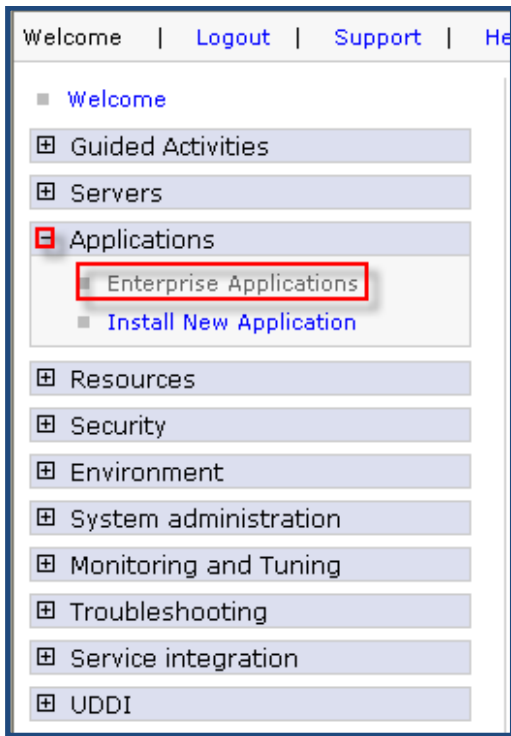 Welcome | Logout | Support | He
Welcome
Guided Activities
Servers
Applications
Enterprise Applications
Install New Application
Resources
Security
Environment
System administration
Monitoring and Tuning
Troubleshooting
Service integration
UDDI